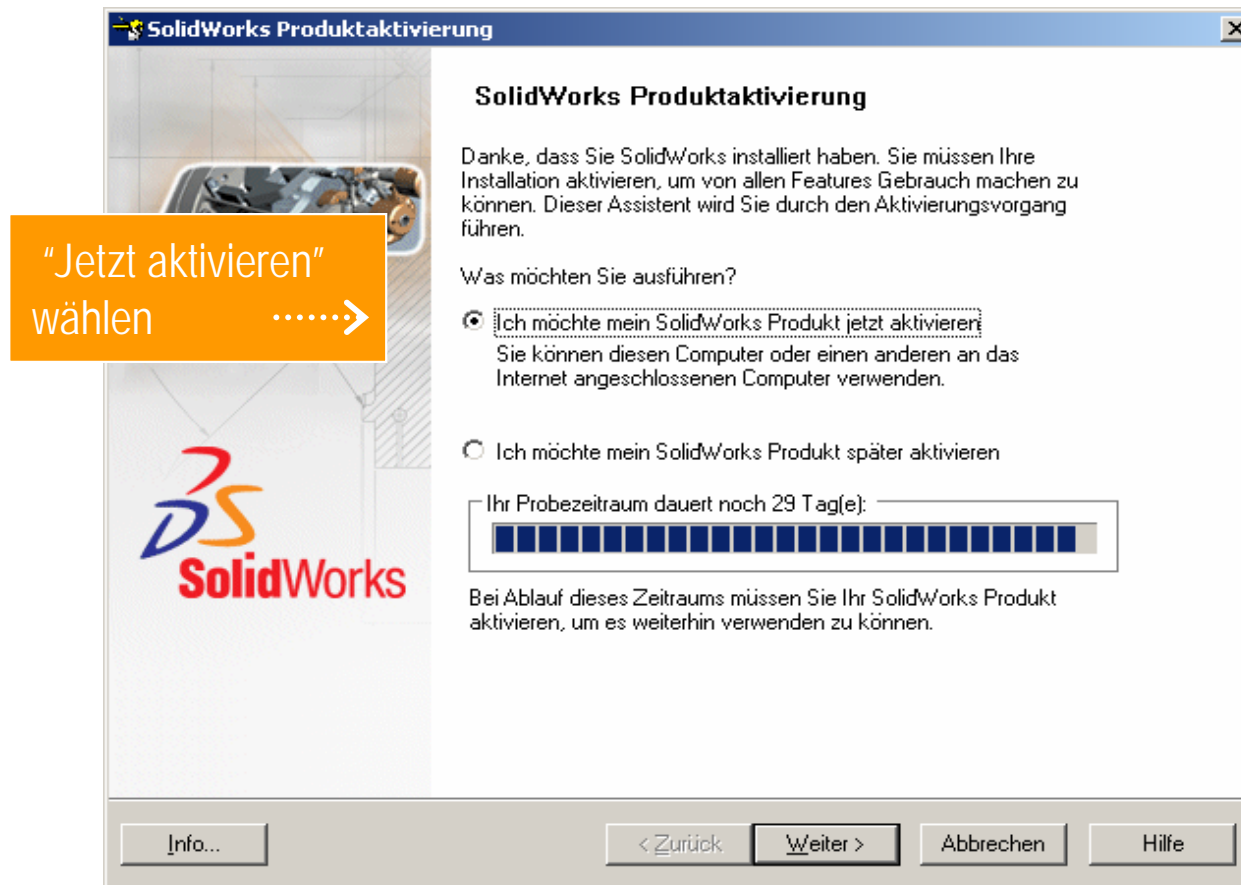 SolidWorks Produktaktivierung
SolidWorks Produktaktivierung
Danke, dass Sie SolidWorks installiert haben. Sie müssen Ihre
Installation aktivieren, um von allen Features Gebrauch machen zu
können. Dieser Assistent wird Sie durch den Aktivierungsvorgang
führen.
"Jetzt aktivieren"
wählen
Was möchten Sie ausführen?
Ich möchte mein SolidWorks Produkt jetzt aktivieren
Sie können diesen Computer oder einen anderen an das
Internet angeschlossenen Computer verwenden.
Ich möchte mein SolidWorks Produkt später aktivieren
Ihr Probezeitraum dauert noch 29 Tag(e):
Bei Ablauf dieses Zeitraums müssen Sie Ihr SolidWorks Produkt
aktivieren, um es weiterhin verwenden zu können.
DS
SolidWorks
Info...
< Zurück
Weiter >
Abbrechen
Hilfe